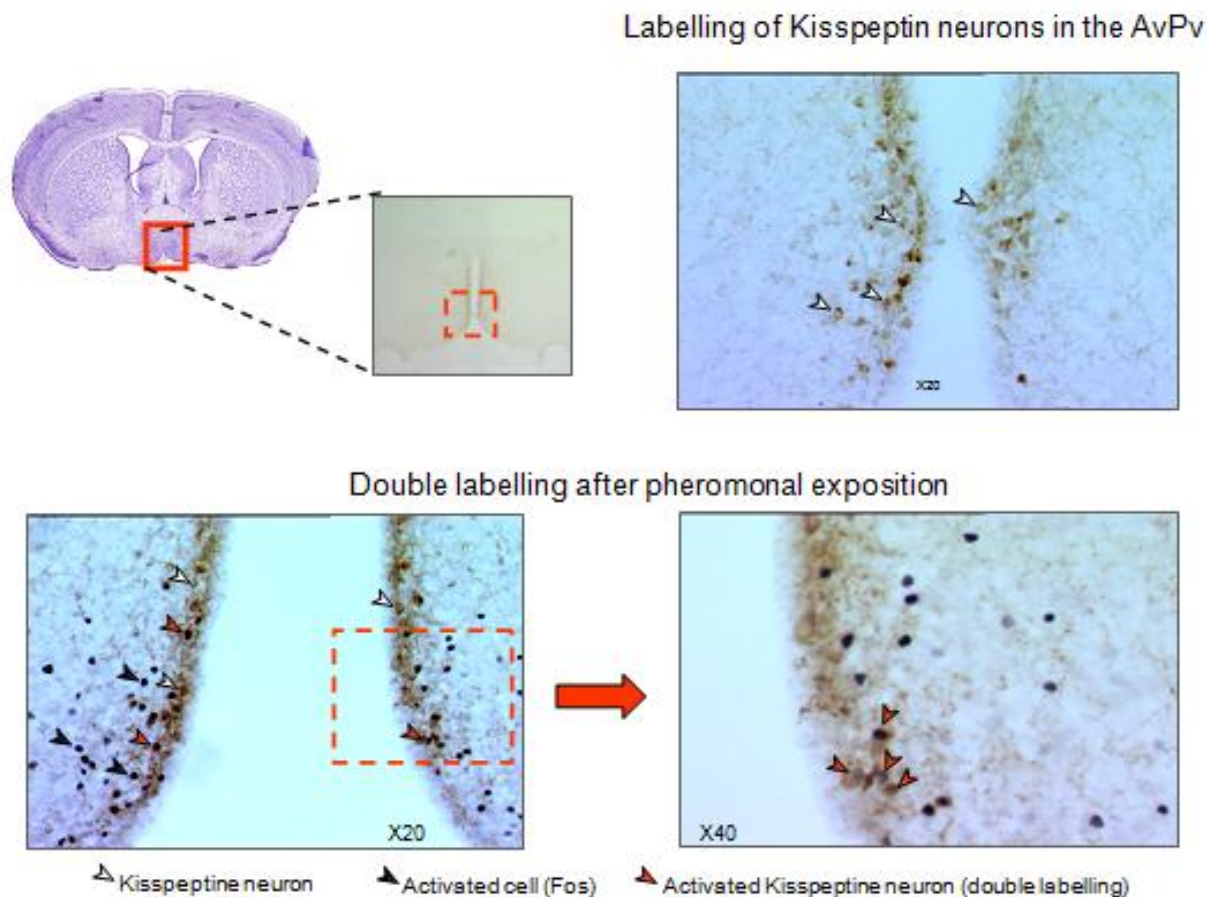 Labelling of Kisspeptin neurons in the AvPv
X20
Double labelling after pheromonal exposition
X20
X40
Kisspeptine neuron
Activated cell (Fos)
Activated Kisspeptine neuron (double labelling)